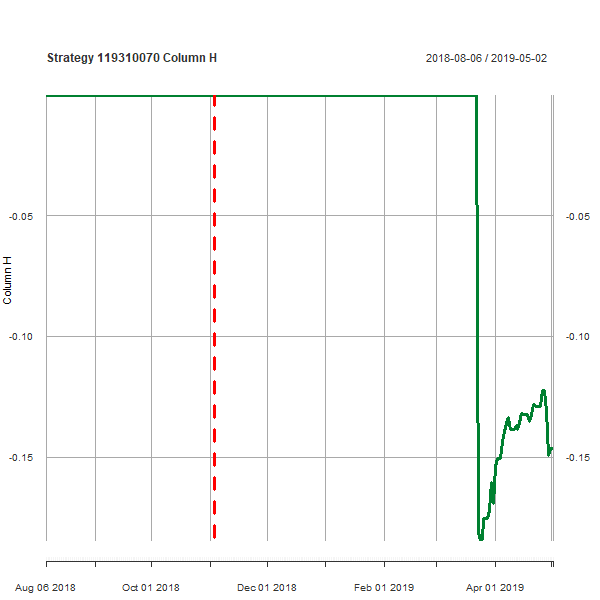 Strategy 119310070 Column H 2018-08-06 / 2019-05-02
-0.05 -0.05
Column H
-0.10 -0.10
-0.15 -0.15
Aug 06 2018 Oct 01 2018 Dec 01 2018 Feb 01 2019 Apr 01 2019